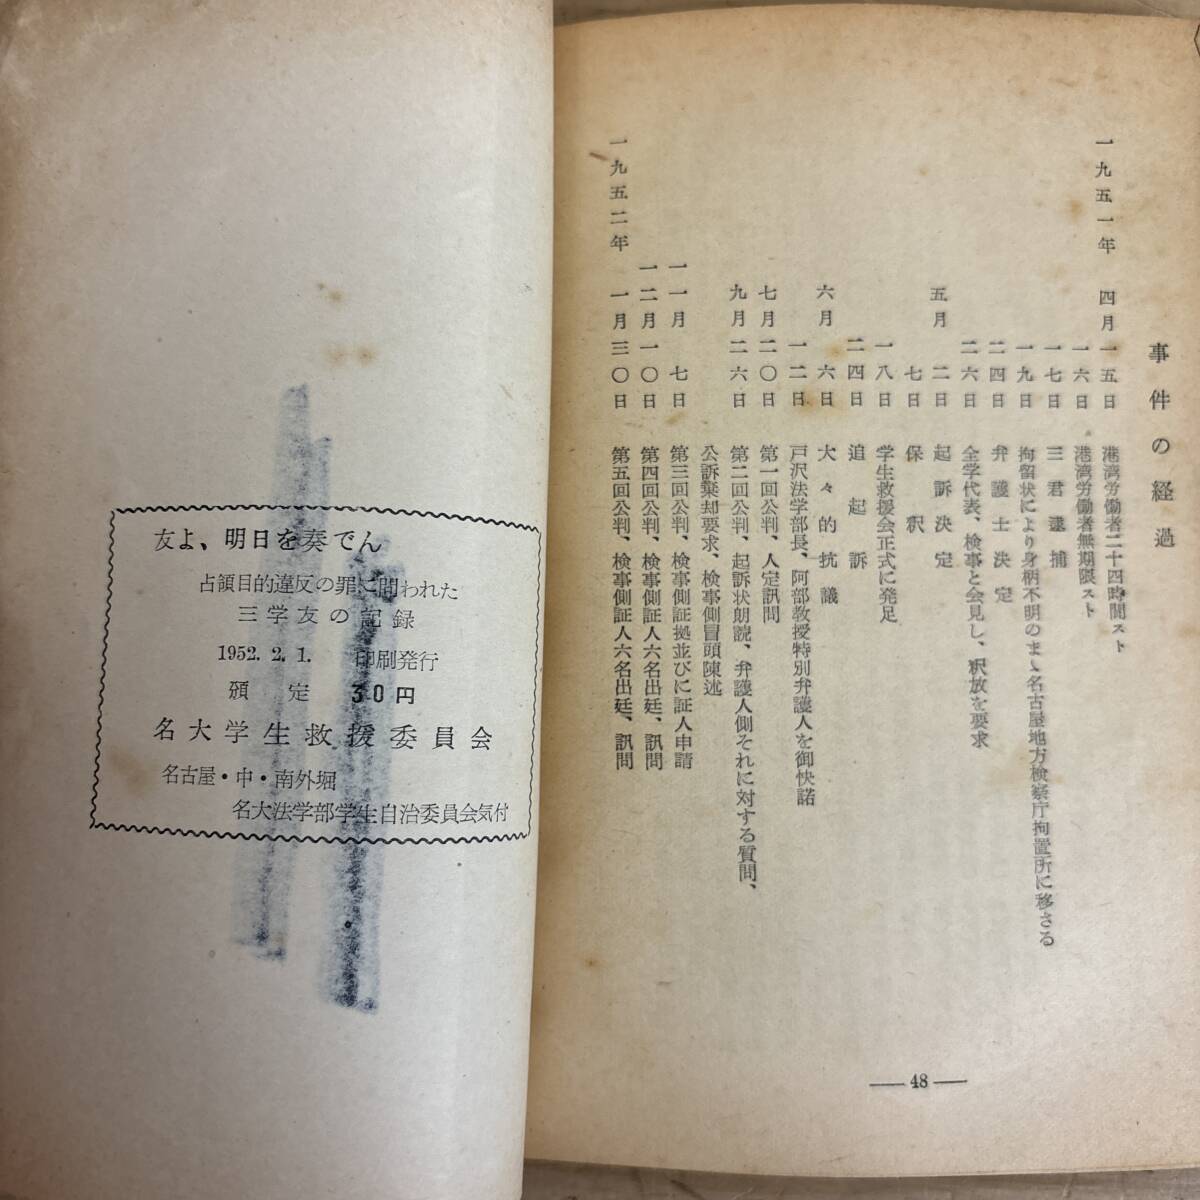 事件の経過
一九五一年 四月一五日 港湾労働者二十四時間スト
一六日 港湾労働者無期限スト
一七日 三君逮捕
一九日 拘留状により身柄不明のまゝ名古屋地方検察庁拘置所に移さる
二四日 弁護士決定
二六日 全学代表、検事と会見し、釈放を要求
五月 二日 起訴決定
七日 保釈
一八日 学生救援会正式に発足
二四日 追起訴
六月 六日 大々的抗議
一二日 戸沢法学部長、阿部教授特別弁護人を御快諾
七月二〇日 第一回公判、人定訊問
九月二六日 第二回公判、起訴状朗読、弁護人側それに対する質問、
公訴棄却要求、検事側冒頭陳述
一一月 七日 第三回公判、検事側証拠並びに証人申請
一二月一〇日 第四回公判、検事側証人六名出廷、訊問
一九五二年 一月三〇日 第五回公判、検事側証人六名出廷、訊問
48
友よ、明日を奏でん
占領目的違反の罪に問われた
三学友の記録
1952.2.1. 印刷発行
頒定 30円
名大学生救援委員会
名古屋・中・南外堀
名大法学部学生自治委員会気付